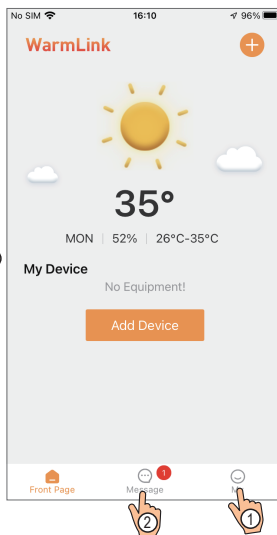 No SIM 16:10 96%
WarmLink
35°
MON | 52% | 26°C-35°C
My Device
No Equipment!
Add Device
1
Front Page Message
2 1